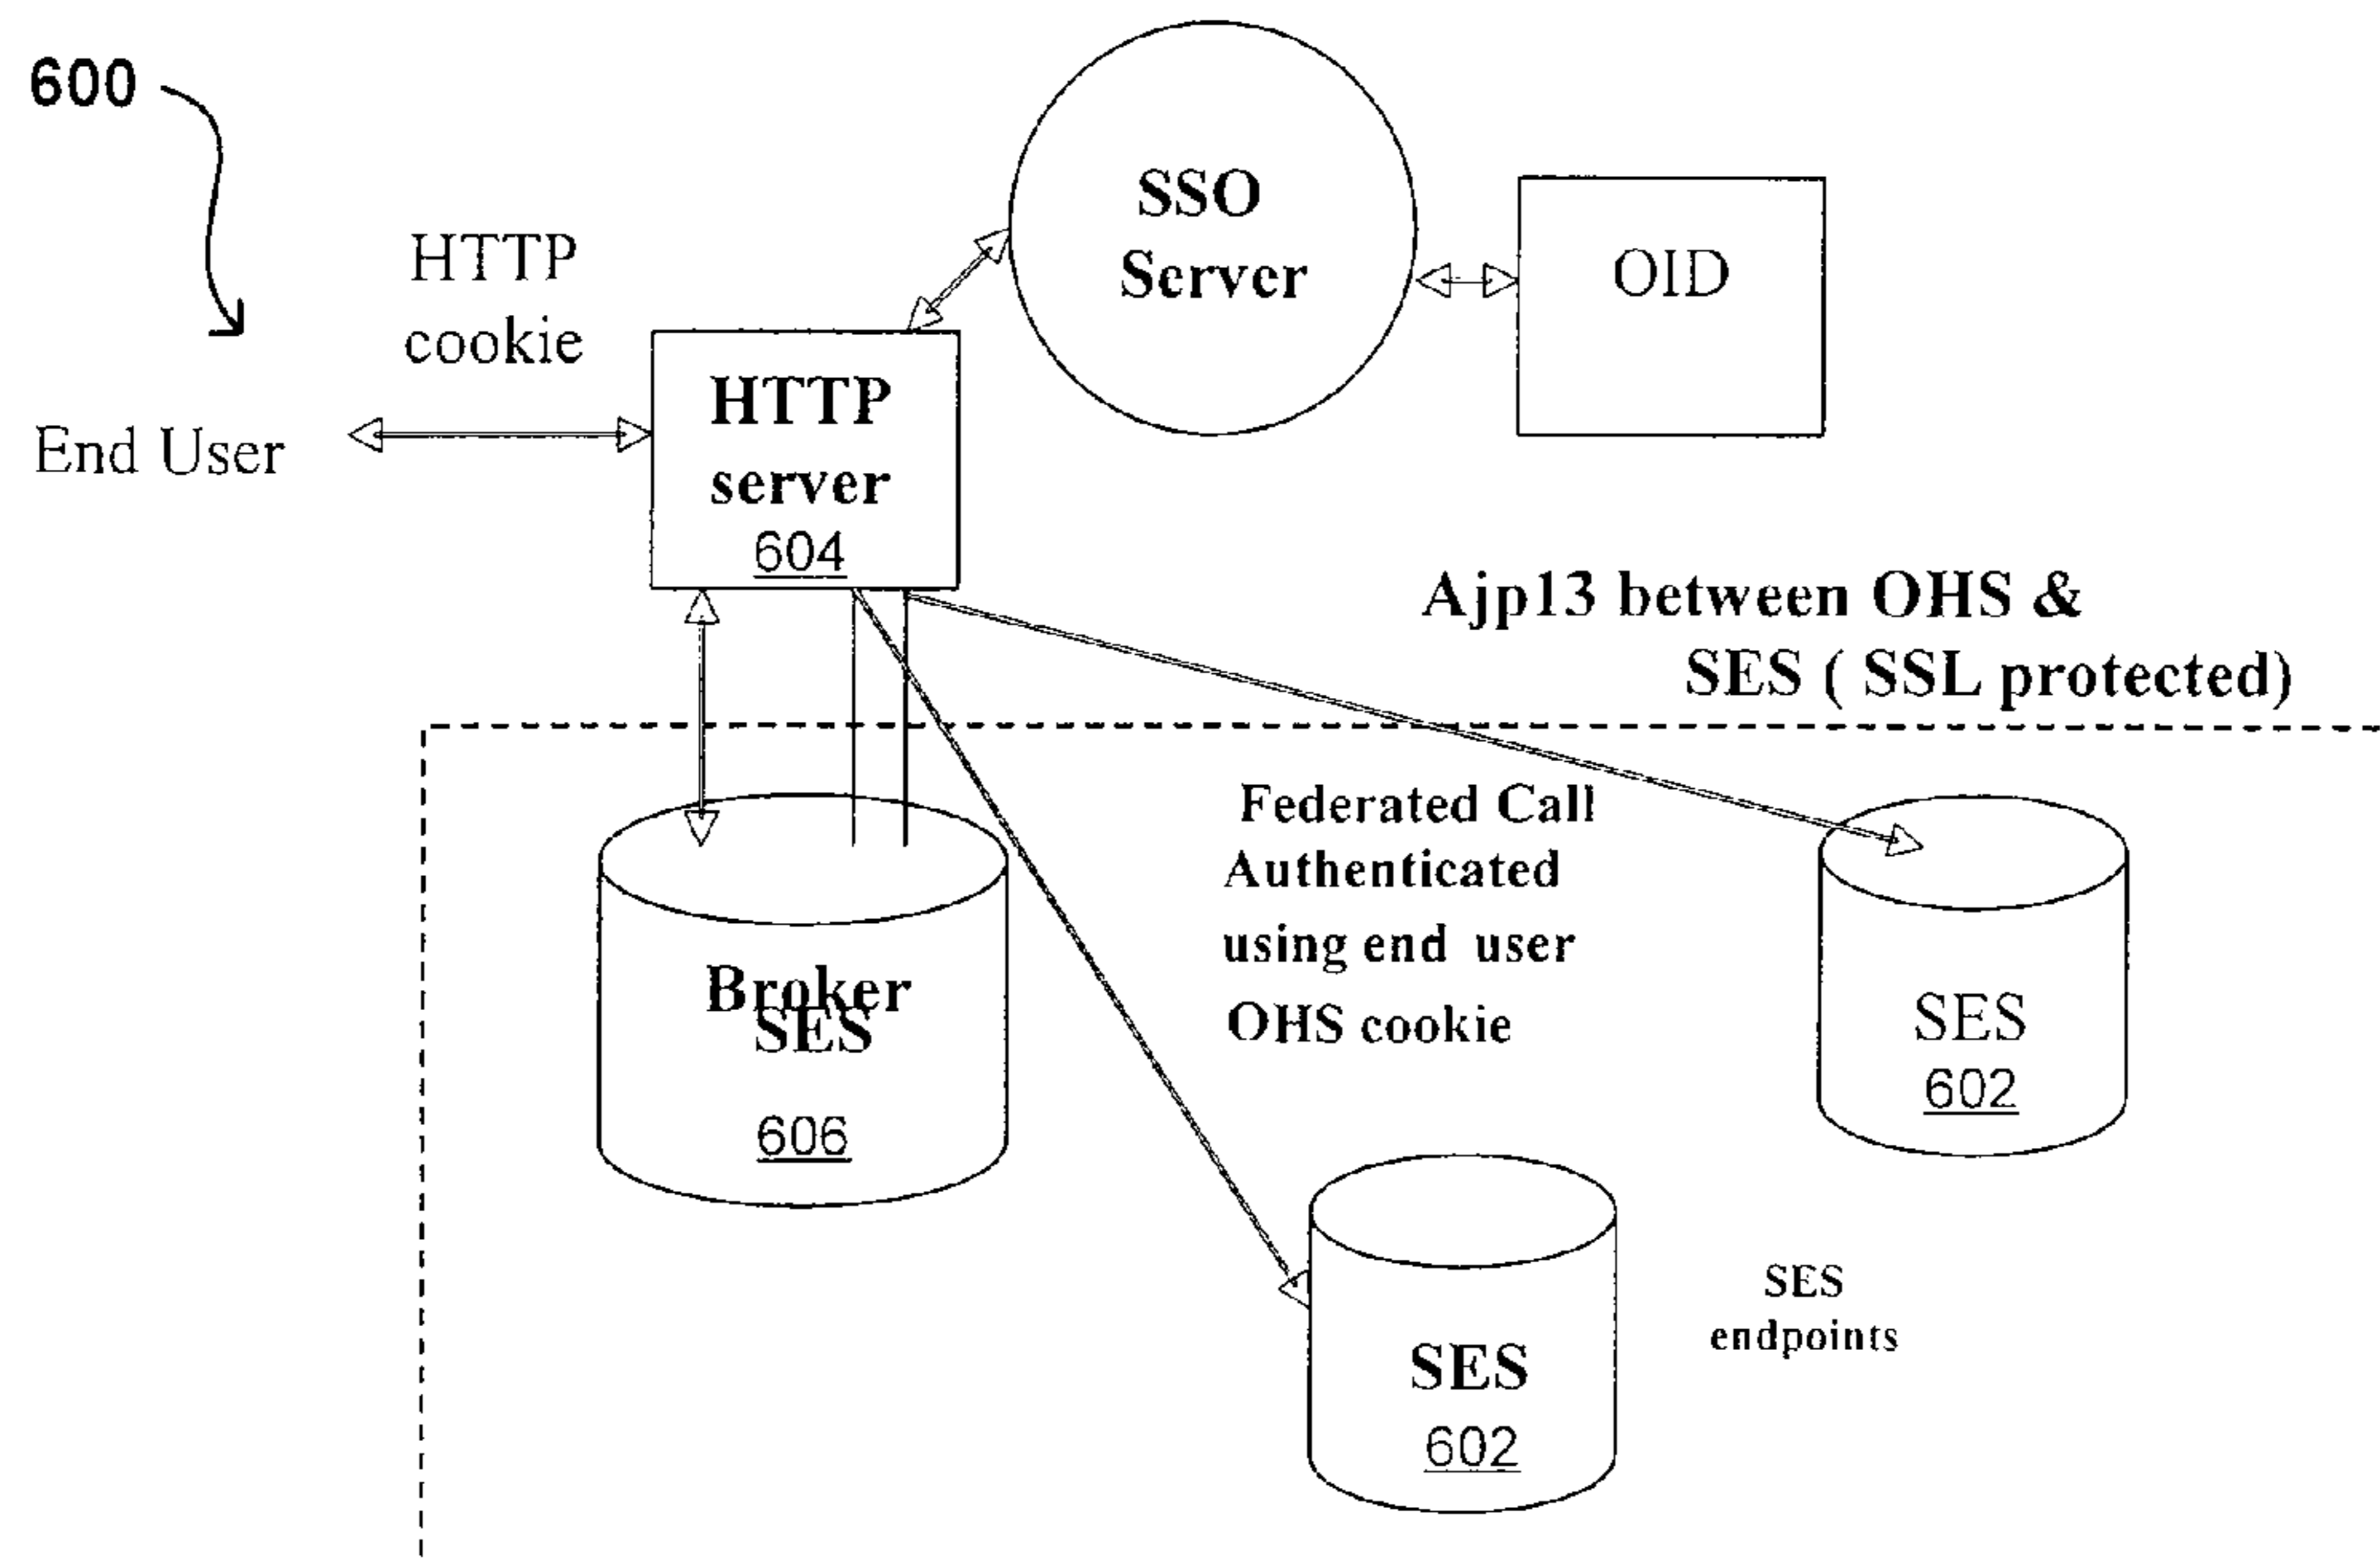 600
HTTP
cookie
End User
HTTP
server
604
SSO
Server
OID
Ajp13 between OHS &
SES ( SSL protected)
Federated Call
Authenticated
using end user
OHS cookie
Broker
SES
606
SES
602
SES
602
SES
endpoints